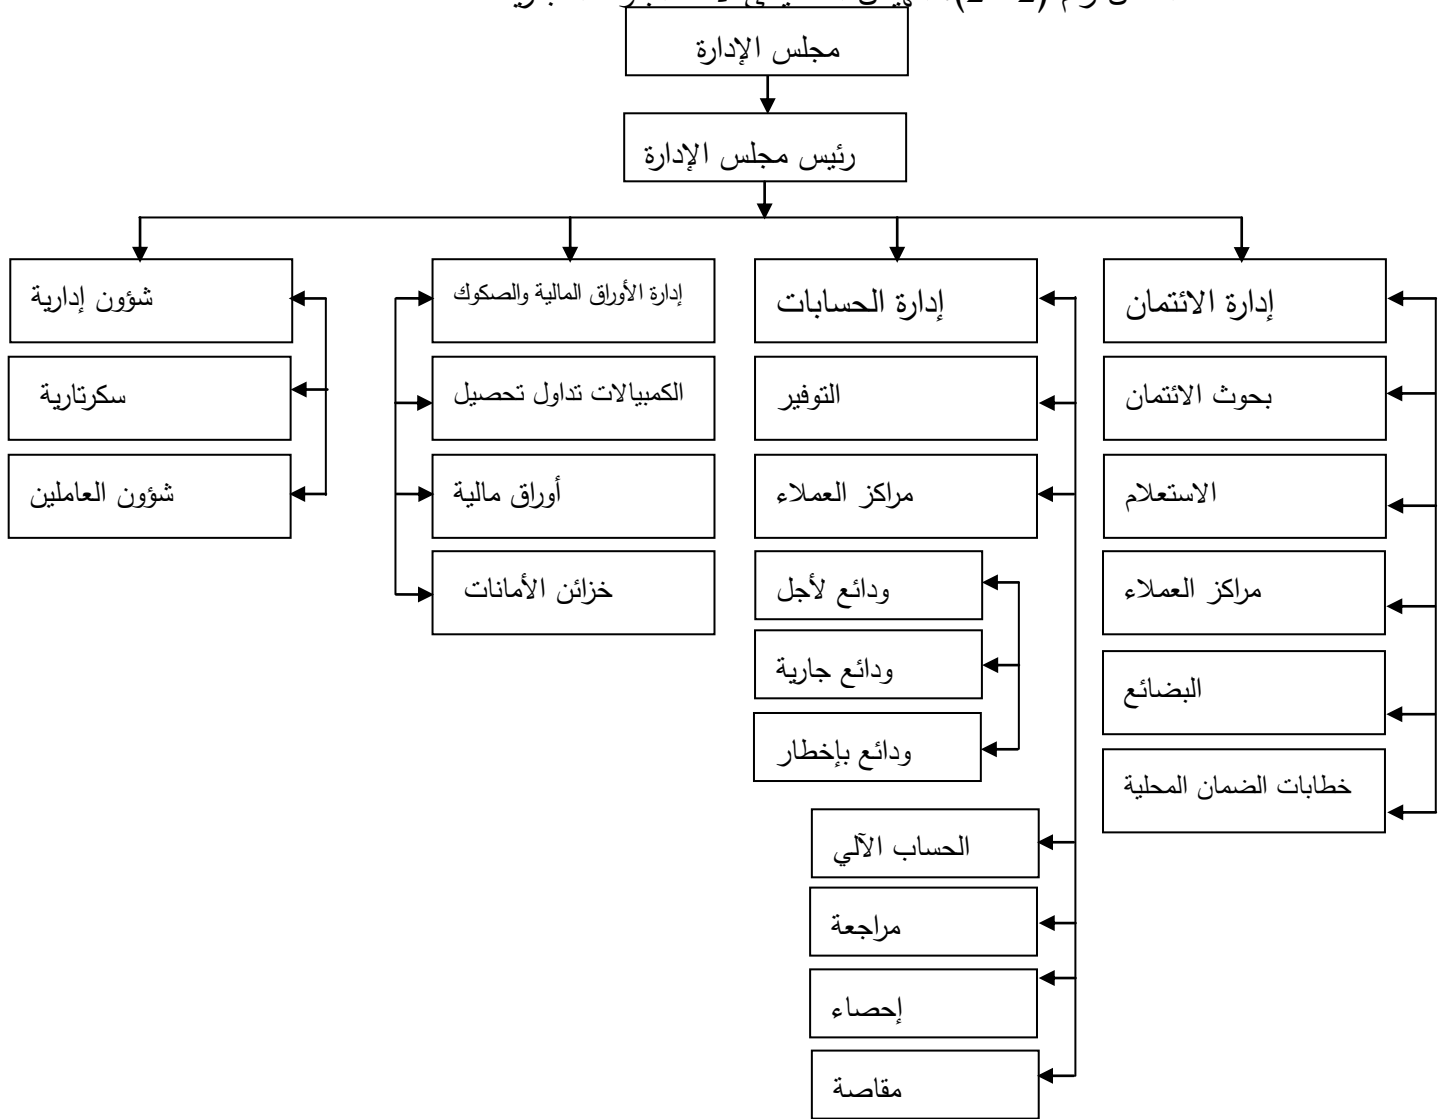 مجلس الإدارة
رئيس مجلس الإدارة
إدارة الائتمان
إدارة الحسابات
إدارة الأوراق المالية والصكوك
شؤون إدارية
بحوث الائتمان
التوفير
الكمبيالات تداول تحصيل
سكرتارية
الاستعلام
مراكز العملاء
أوراق مالية
شؤون العاملين
مراكز العملاء
ودائع لأجل
خزائن الأمانات
البضائع
ودائع جارية
خطابات الضمان المحلية
ودائع بإخطار
الحساب الآلي
مراجعة
إحصاء
مقاصة